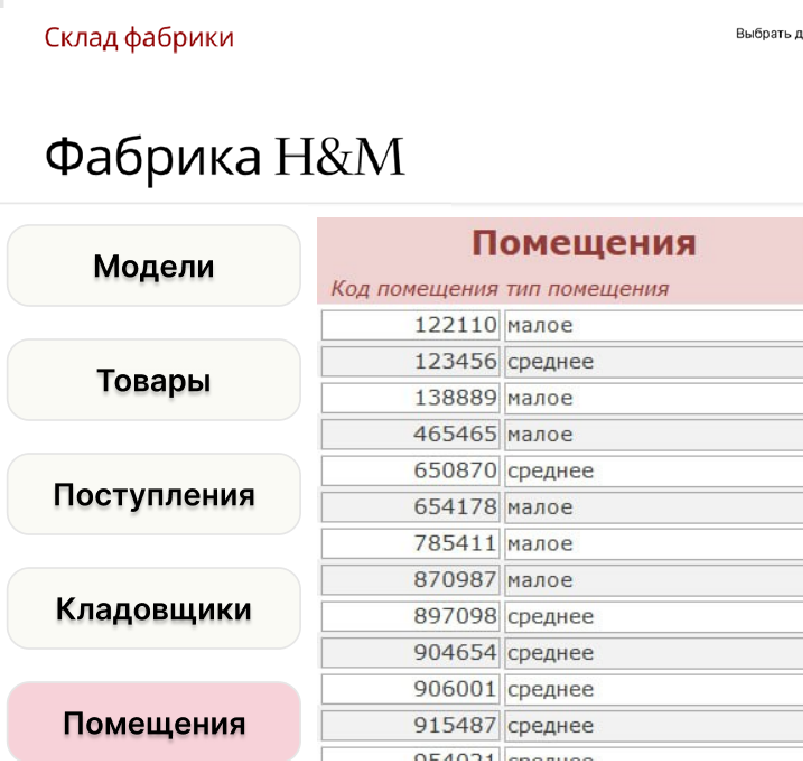 Склад фабрики
Выбрать д
Фабрика H&M
Модели
Товары
Поступления
Кладовщики
Помещения
Помещения
Код помещения тип помещения
122110 малое
123456 среднее
138889 малое
465465 малое
650870 среднее
654178 малое
785411 малое
870987 малое
897098 среднее
904654 среднее
906001 среднее
915487 среднее
954021 среднее